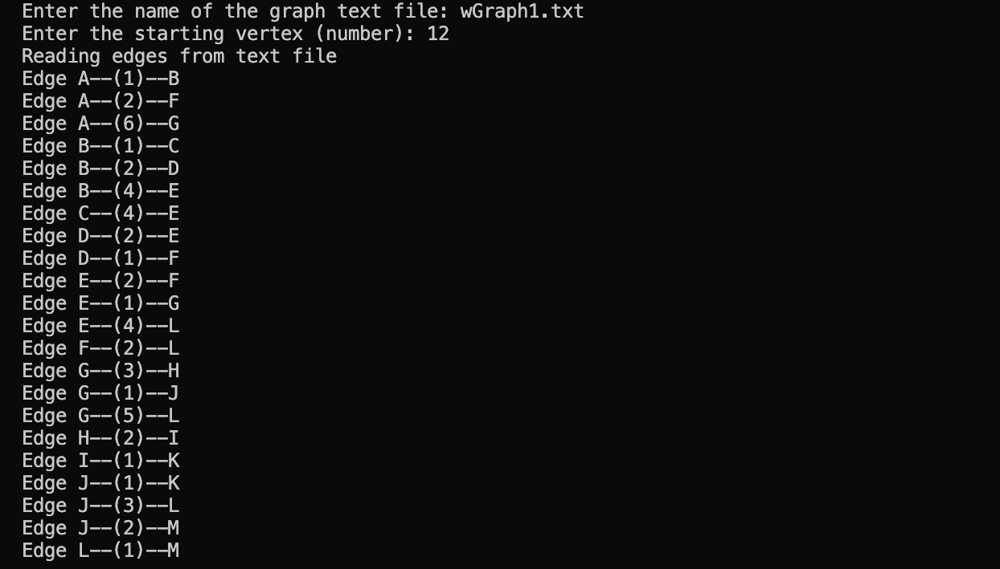 Enter the name of the graph text file: wGraph1.txt
Enter the starting vertex (number): 12
Reading edges from text file
Edge A--(1)--B
Edge A--(2)--F
Edge A--(6)--G
Edge B--(1)--C
Edge B--(2)--D
Edge B--(4)--E
Edge C--(4)--E
Edge D--(2)--E
Edge D--(1)--F
Edge E--(2)--F
Edge E--(1)--G
Edge E--(4)--L
Edge F--(2)--L
Edge G--(3)--H
Edge G--(1)--J
Edge G--(5)--L
Edge H--(2)--I
Edge I--(1)--K
Edge J--(1)--K
Edge J--(3)--L
Edge J--(2)--M
Edge L--(1)--M